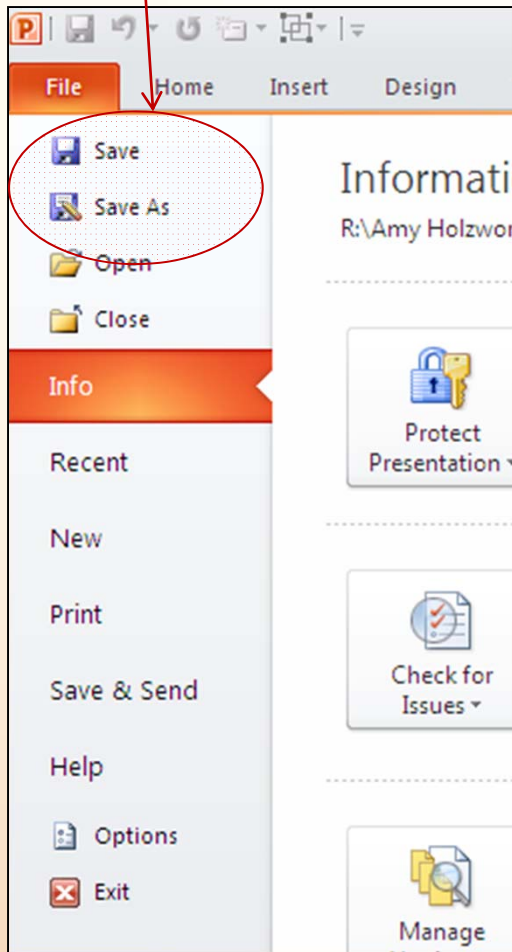 P
File Home Insert Design
Save
Save As
Open
Close
Info
Recent
New
Print
Save & Send
Help
Options
Exit
Informati
R:\Amy Holzwor
Protect
Presentation
Check for
Issues
Manage